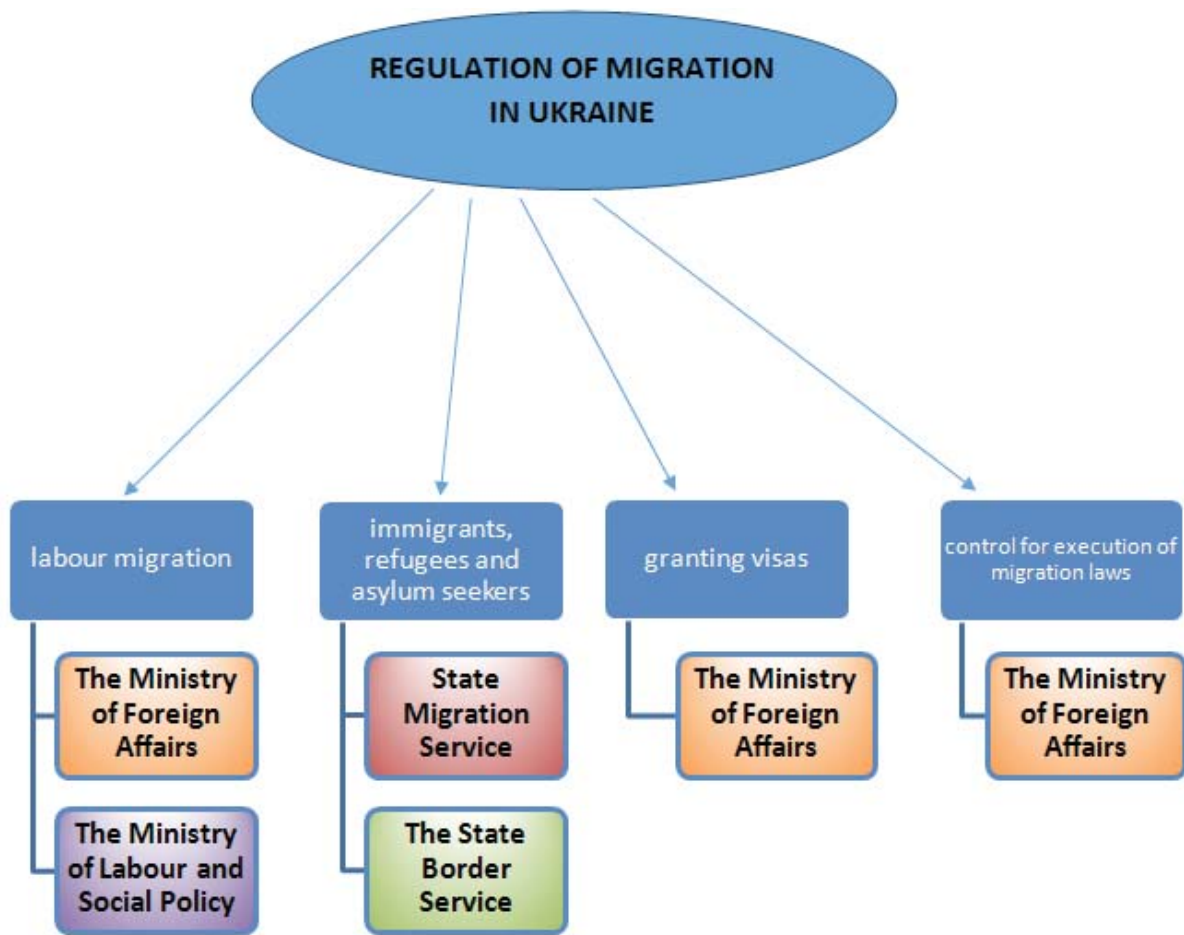 REGULATION OF MIGRATION
IN UKRAINE
labour migration
The Ministry
of Foreign
Affairs
The Ministry
of Labour and
Social Policy
immigrants,
refugees and
asylum seekers
State
Migration
Service
The State
Border
Service
granting visas
The Ministry
of Foreign
Affairs
control for execution of
migration laws
The Ministry
of Foreign
Affairs